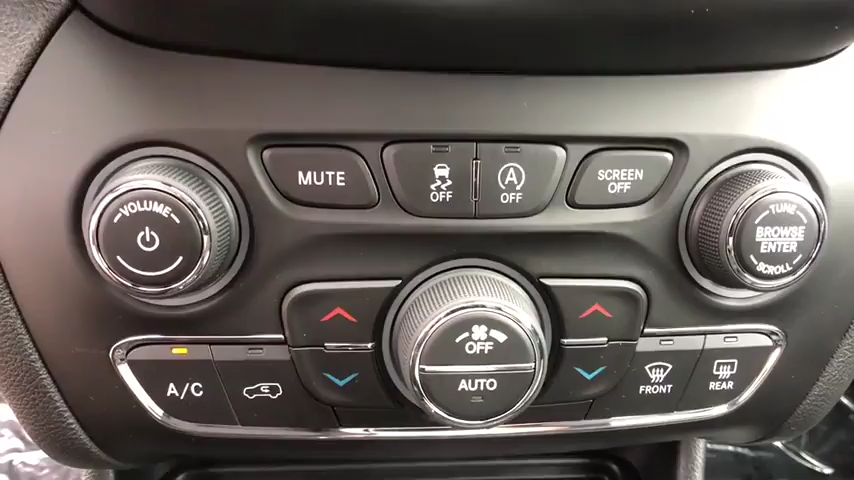 VOLUME
MUTE
OFF
A
OFF
SCREEN
OFF
TUNE
BROWSE
ENTER
SCROLL
OFF
AUTO
A/C
FRONT
REAR